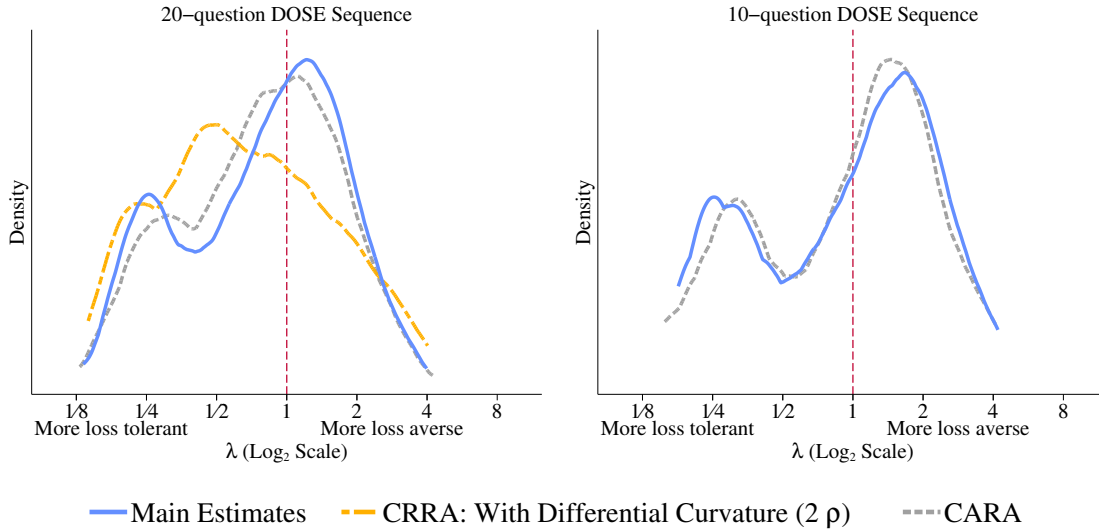 20−question DOSE Sequence
Density
1⁄8 1⁄4 1⁄2 1 2 4 8
More loss tolerant More loss averse
λ (Log₂ Scale)
10−question DOSE Sequence
Density
1⁄8 1⁄4 1⁄2 1 2 4 8
More loss tolerant More loss averse
λ (Log₂ Scale)
Main Estimates CRRA: With Differential Curvature (2 ρ) CARA